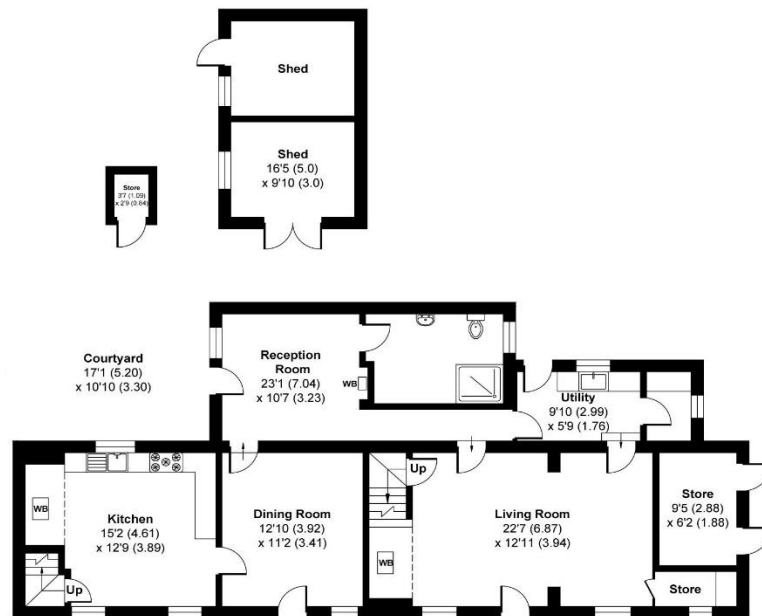 Shed
Shed
16'5 (5.0)
x 9'10 (3.0)
Store
3'7 (1.09)
x 2'9 (0.84)
Courtyard
17'1 (5.20)
x 10'10 (3.30)
Reception
Room
23'1 (7.04)
x 10'7 (3.23)
WB
Utility
9'10 (2.99)
x 5'9 (1.76)
WB
Kitchen
15'2 (4.61)
x 12'9 (3.89)
Up
Dining Room
12'10 (3.92)
x 11'2 (3.41)
Up
WB
Living Room
22'7 (6.87)
x 12'11 (3.94)
Store
9'5 (2.88)
x 6'2 (1.88)
Store